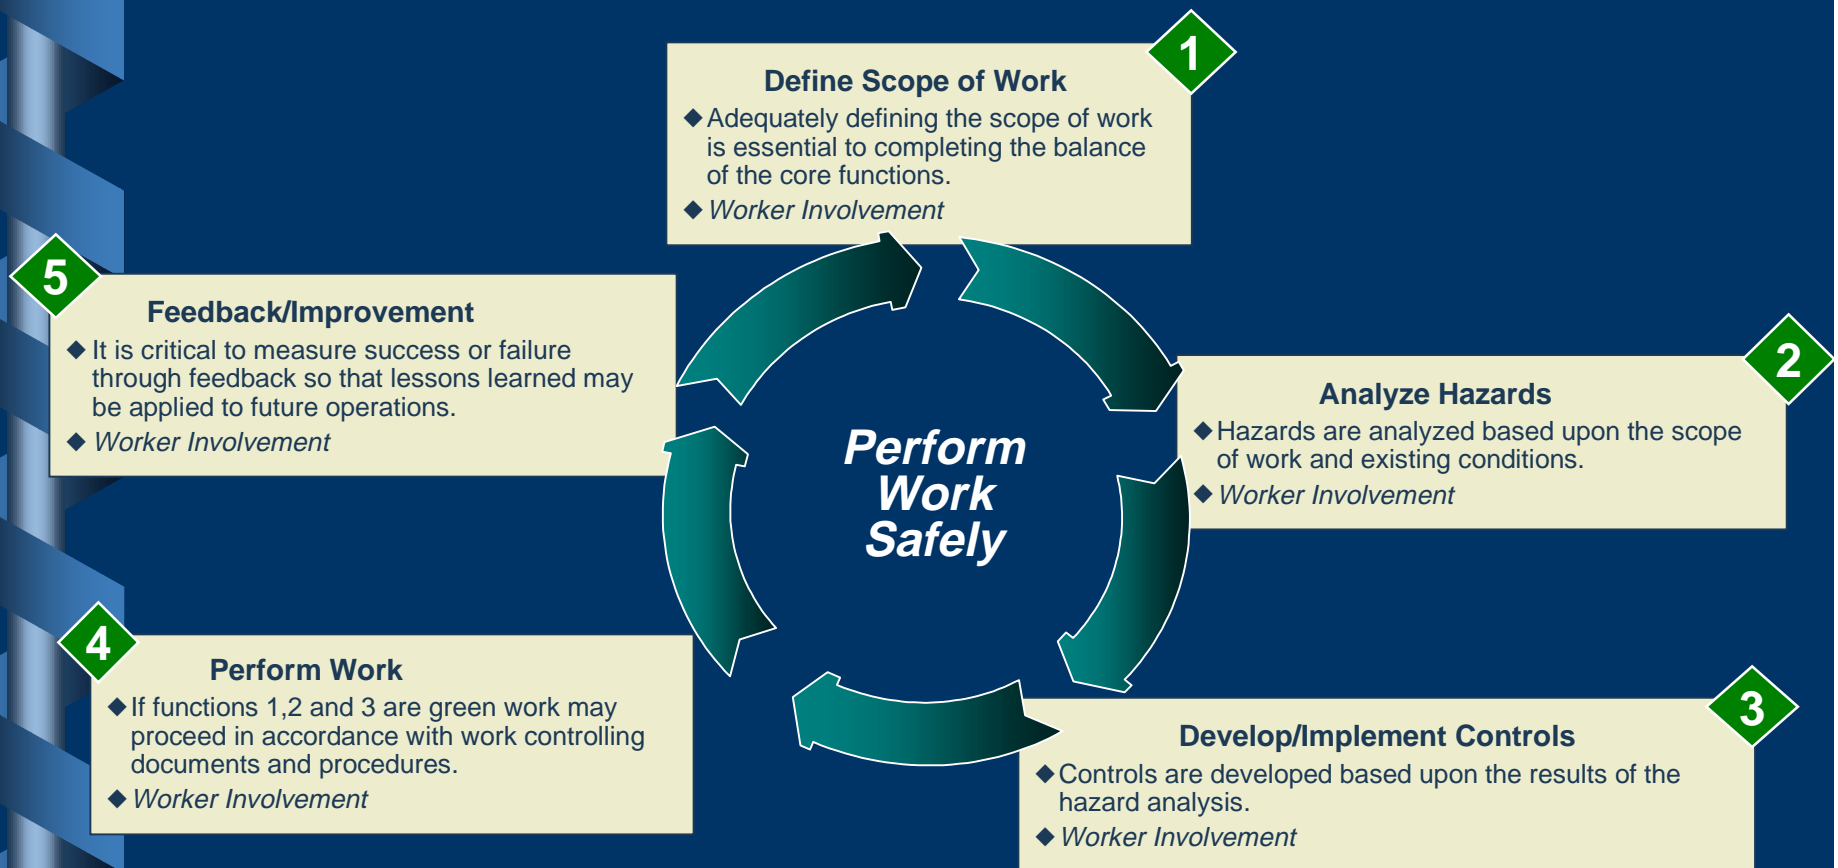 1
Define Scope of Work
◆ Adequately defining the scope of work
is essential to completing the balance
of the core functions.
◆ Worker Involvement
2
Analyze Hazards
◆ Hazards are analyzed based upon the scope
of work and existing conditions.
◆ Worker Involvement
3
Develop/Implement Controls
◆ Controls are developed based upon the results of the
hazard analysis.
◆ Worker Involvement
4
Perform Work
◆ If functions 1,2 and 3 are green work may
proceed in accordance with work controlling
documents and procedures.
◆ Worker Involvement
5
Feedback/Improvement
◆ It is critical to measure success or failure
through feedback so that lessons learned may
be applied to future operations.
◆ Worker Involvement
Perform
Work
Safely